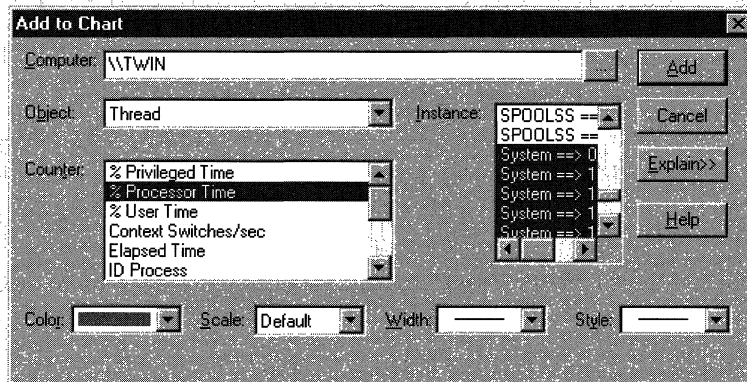 Add to Chart
Computer: \\TWIN ... Add
Object: Thread Instance: Cancel
SPOOLSS ==
SPOOLSS ==
System ==> 0
System ==> 1
System ==> 1
System ==> 1
System ==> 1
Counter:
% Privileged Time
% Processor Time
% User Time
Context Switches/sec
Elapsed Time
ID Process
Explain>>
Help
Color: Scale: Default Width: Style: